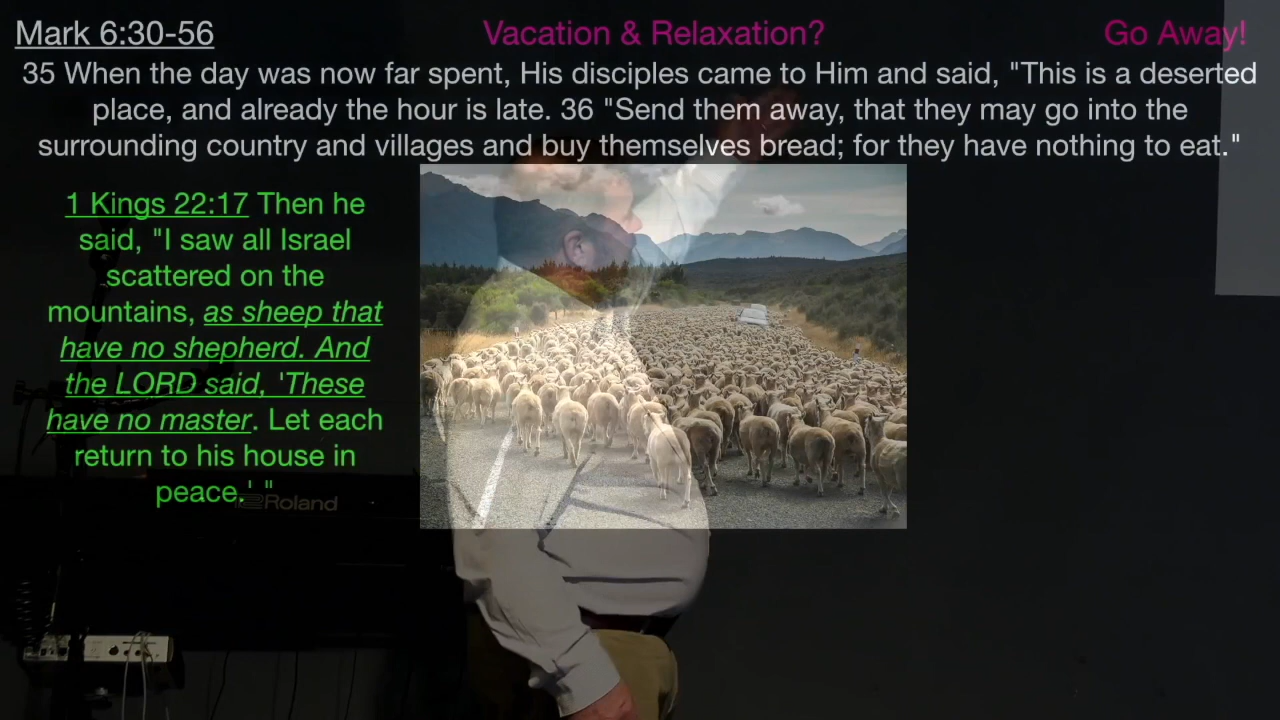 Mark 6:30-56 Vacation & Relaxation? Go Away!
35 When the day was now far spent, His disciples came to Him and said, "This is a deserted
place, and already the hour is late. 36 "Send them away, that they may go into the
surrounding country and villages and buy themselves bread; for they have nothing to eat."
1 Kings 22:17 Then he
said, "I saw all Israel
scattered on the
mountains, as sheep that
have no shepherd. And
the LORD said, 'These
have no master. Let each
return to his house in
peace.' "
Roland